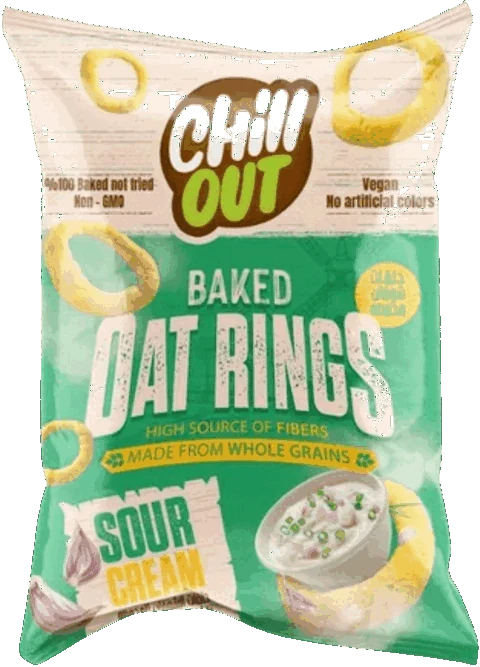 Chill
OUT
%100 Baked not fried
Non - GMO
Vegan
No artificial colors
BAKED
OAT RINGS
HIGH SOURCE OF FIBERS
MADE FROM WHOLE GRAINS
SOUR
CREAM